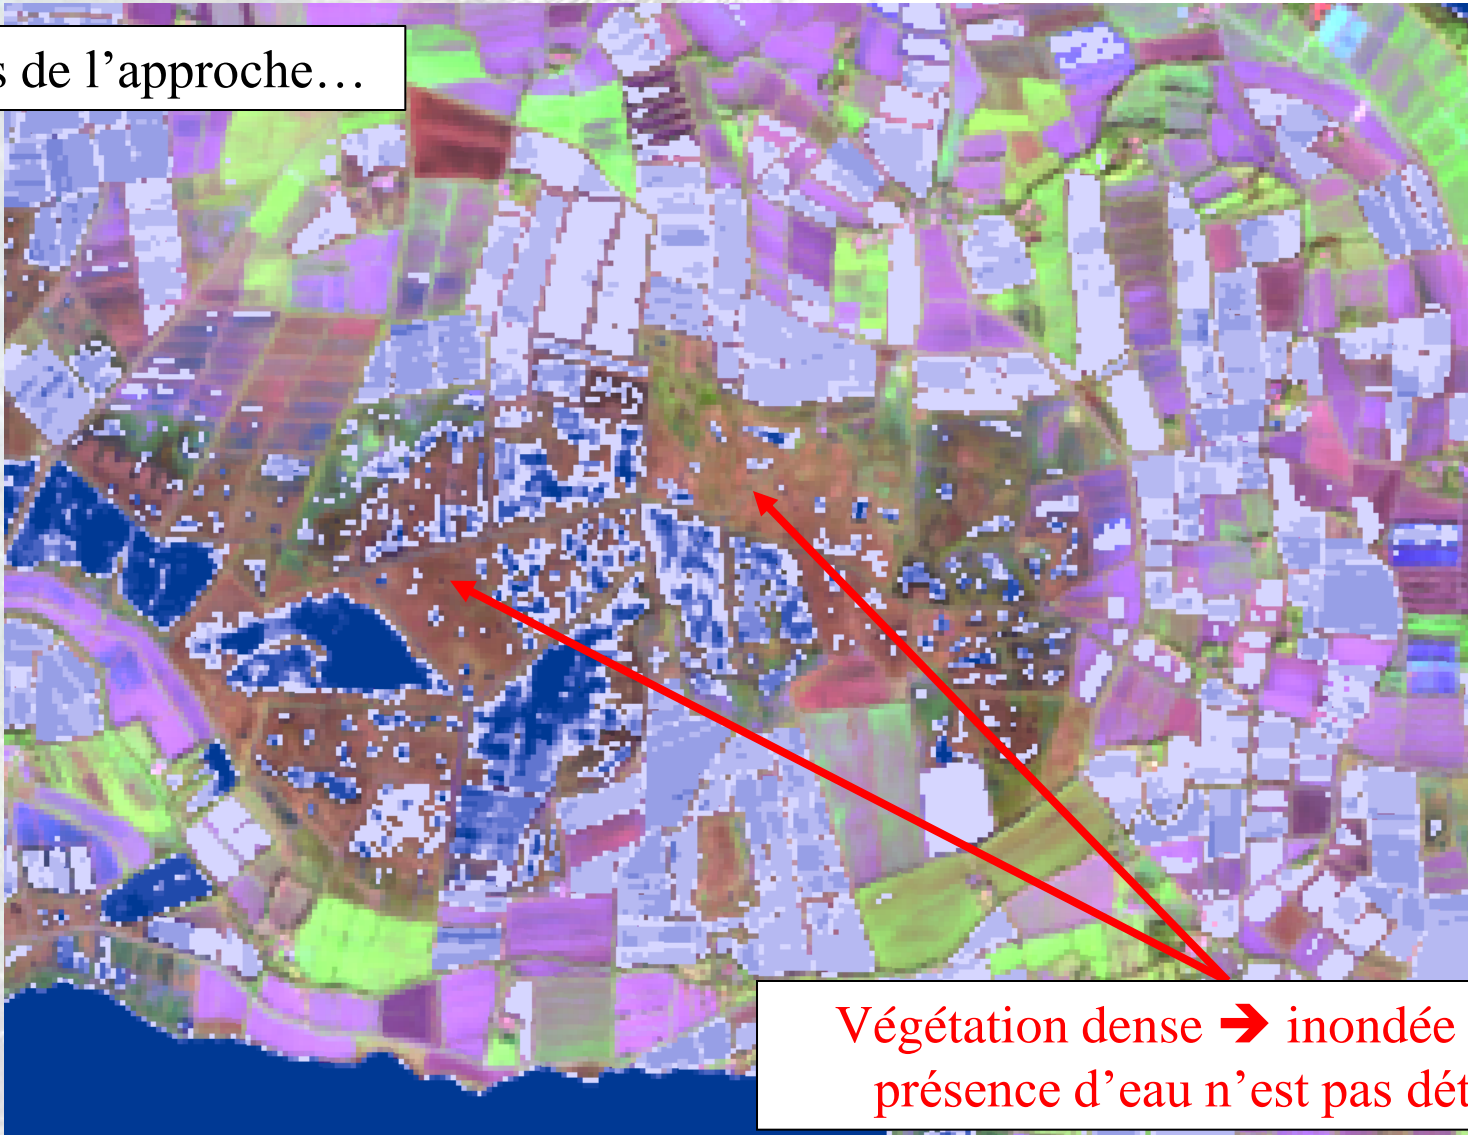 s de l’approche…
Végétation dense ➔ inondée
présence d’eau n’est pas dét